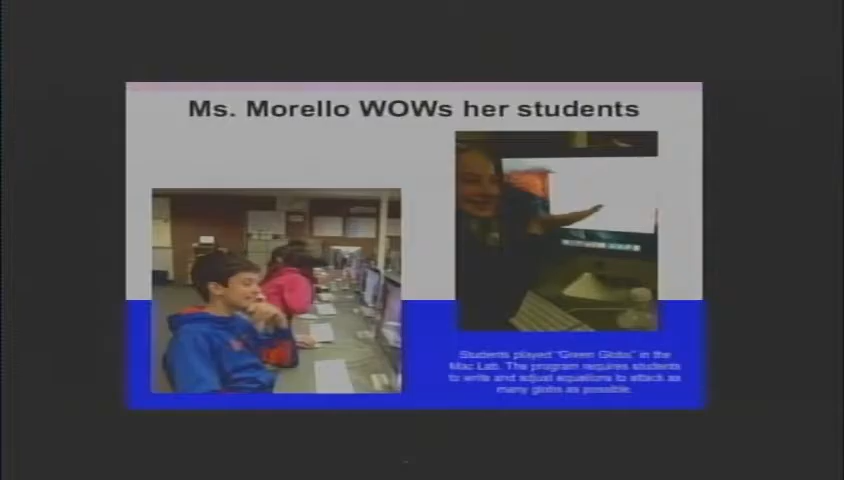 Ms. Morello WOWs her students
Students played "Green Globs" in the
Mac Lab. The program requires students
to write and adjust equations to attack as
many globs as possible.